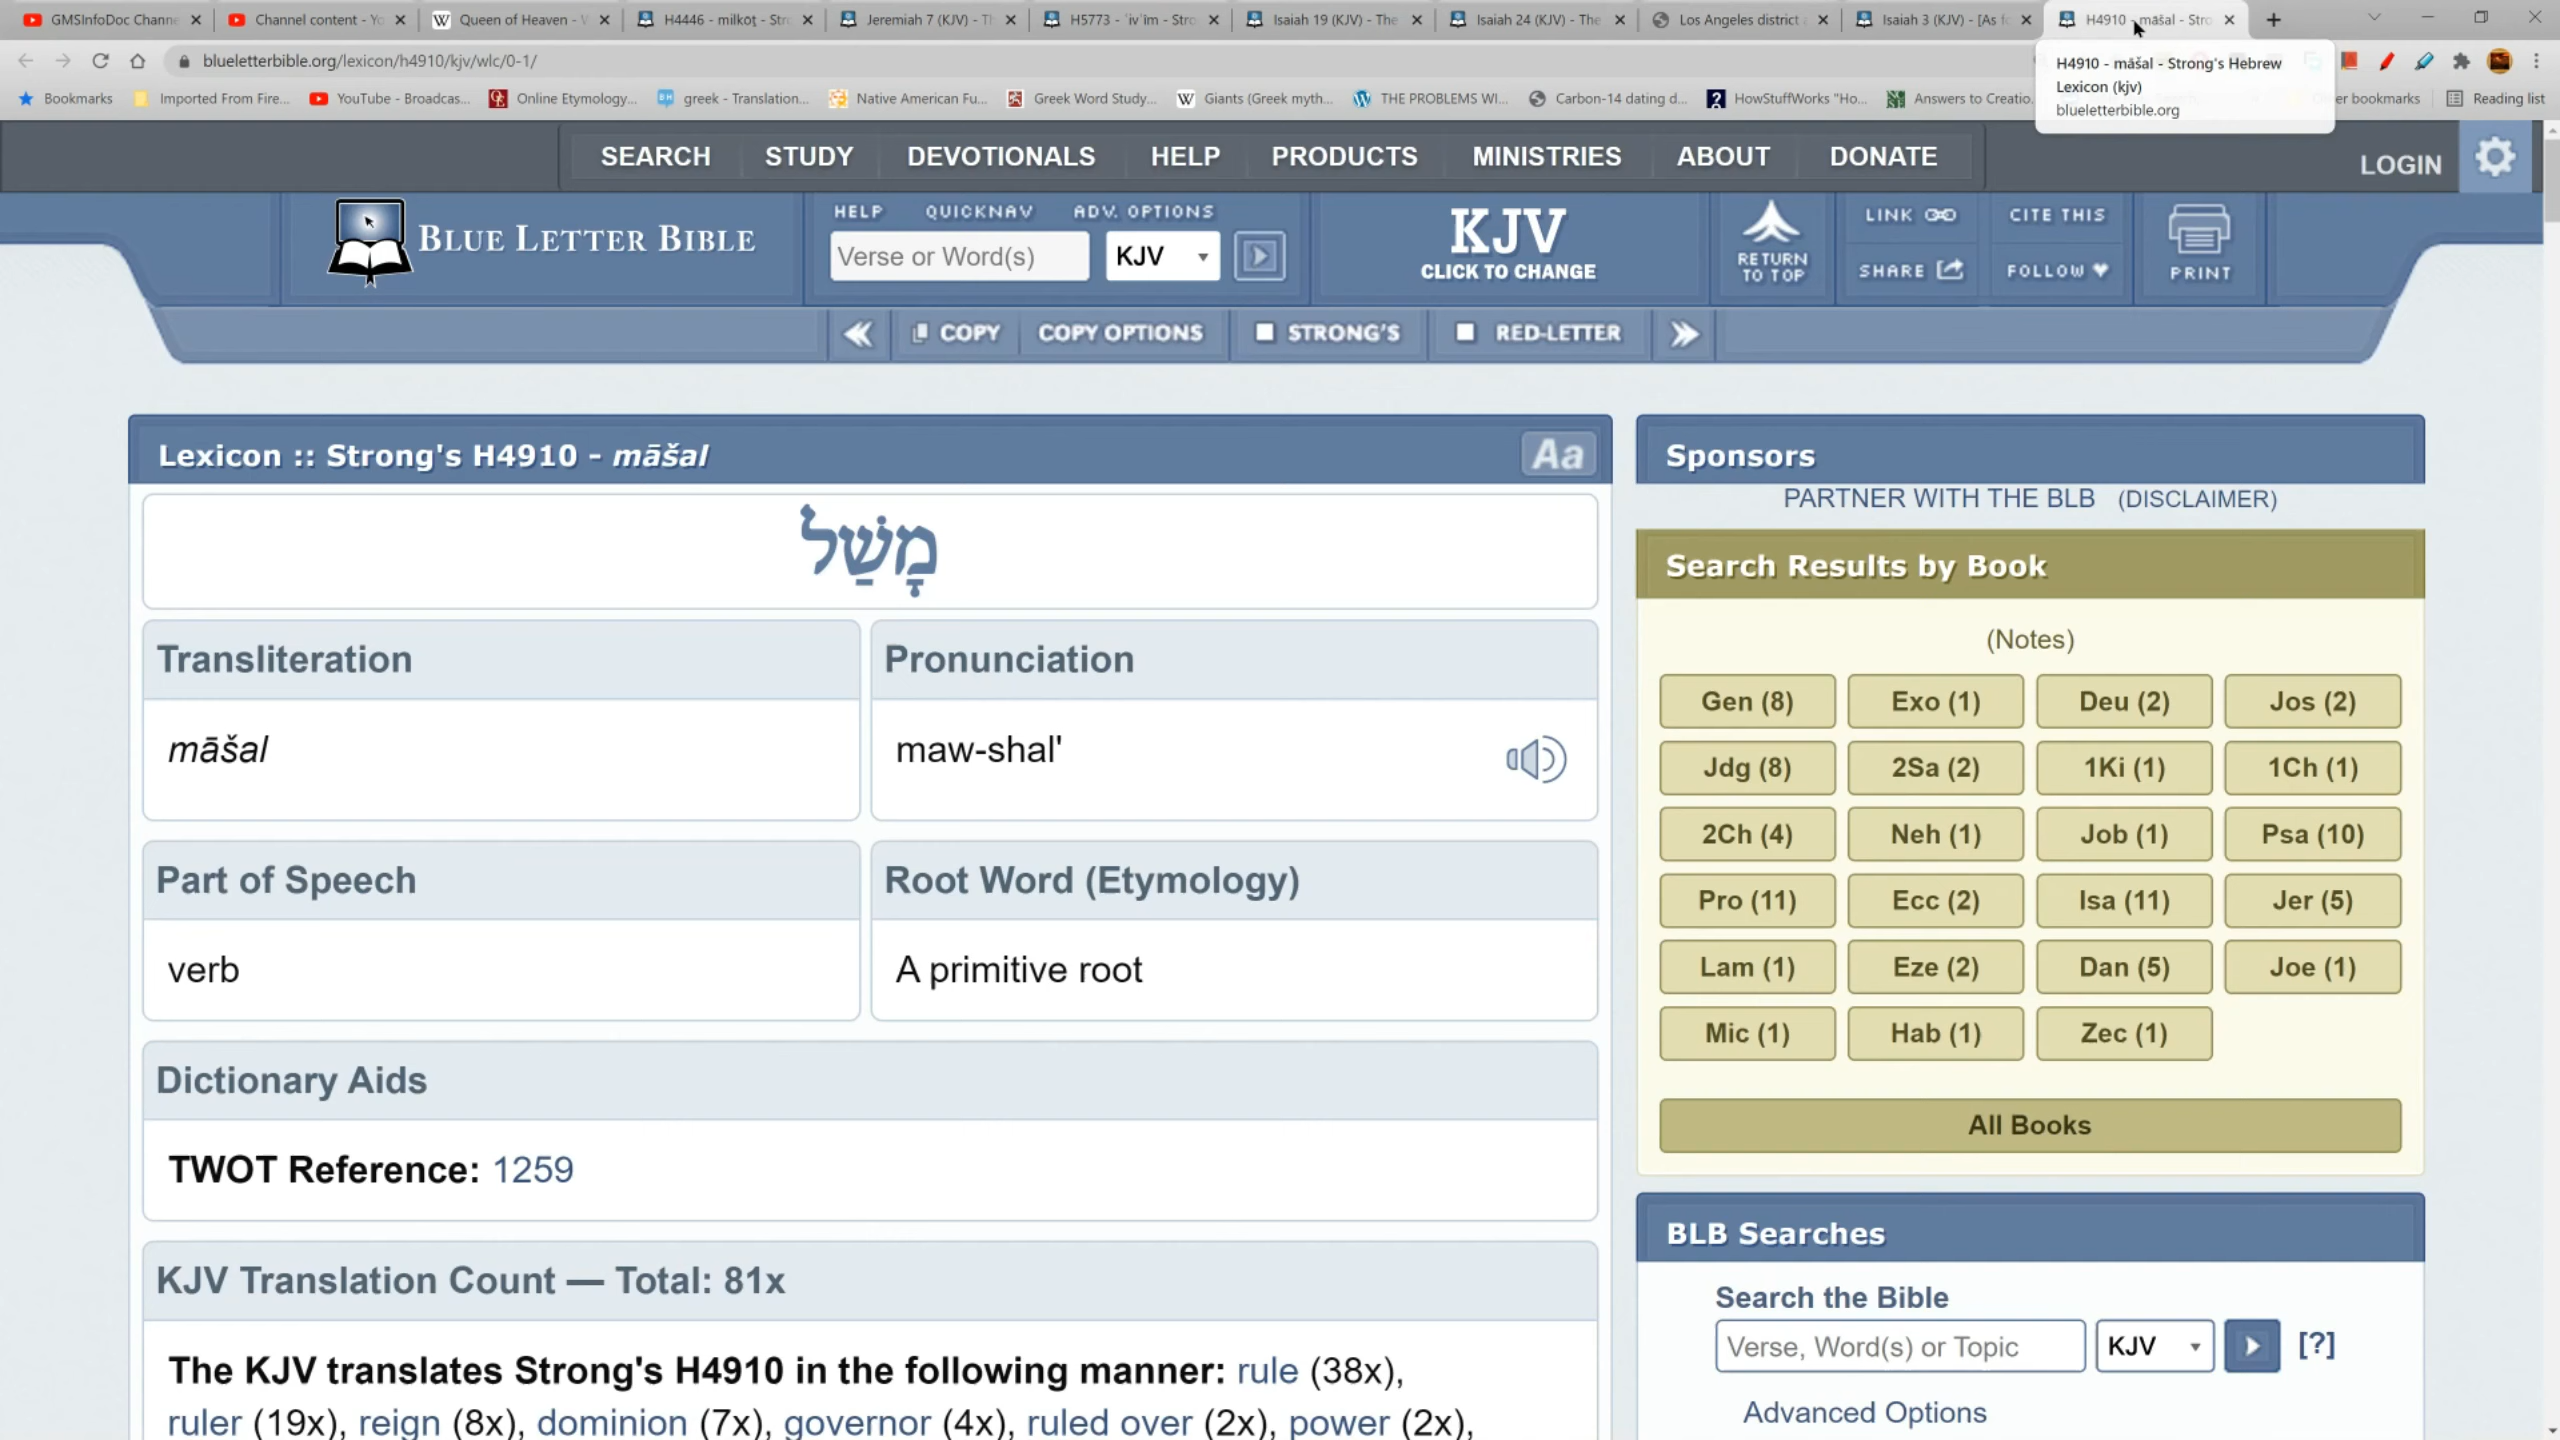 GMSInfoDoc Channe
Channel content - Yo
Queen of Heaven - W
H4446 - milkoṯ - Stro
Jeremiah 7 (KJV) - Th
H5773 - ʿivʿîm - Stro
Isaiah 19 (KJV) - The
Isaiah 24 (KJV) - The
Los Angeles district a
Isaiah 3 (KJV) - [As fo
H4910 - māšal - Stro
blueletterbible.org/lexicon/h4910/kjv/wlc/0-1/
H4910 - māšal - Strong's Hebrew
Lexicon (kjv)
blueletterbible.org
Bookmarks
Imported From Fire...
YouTube - Broadcas...
Online Etymology...
greek - Translation...
Native American Fu...
Greek Word Study...
Giants (Greek myth...
THE PROBLEMS WI...
Carbon-14 dating d...
HowStuffWorks "Ho...
Answers to Creatio...
er bookmarks
Reading list
SEARCH STUDY DEVOTIONALS HELP PRODUCTS MINISTRIES ABOUT DONATE
LOGIN
BLUE LETTER BIBLE
HELP QUICKNAV ADV. OPTIONS
Verse or Word(s)
KJV
KJV
CLICK TO CHANGE
RETURN
TO TOP
LINK
SHARE
CITE THIS
FOLLOW
PRINT
COPY COPY OPTIONS STRONG'S RED-LETTER
Lexicon :: Strong's H4910 - māšal
Aa
מָשַׁל
Transliteration
māšal
Pronunciation
maw-shal'
Part of Speech
verb
Root Word (Etymology)
A primitive root
Dictionary Aids
TWOT Reference: 1259
KJV Translation Count — Total: 81x
The KJV translates Strong's H4910 in the following manner: rule (38x),
ruler (19x), reign (8x), dominion (7x), governor (4x), ruled over (2x), power (2x),
Sponsors
PARTNER WITH THE BLB (DISCLAIMER)
Search Results by Book
(Notes)
Gen (8) Exo (1) Deu (2) Jos (2)
Jdg (8) 2Sa (2) 1Ki (1) 1Ch (1)
2Ch (4) Neh (1) Job (1) Psa (10)
Pro (11) Ecc (2) Isa (11) Jer (5)
Lam (1) Eze (2) Dan (5) Joe (1)
Mic (1) Hab (1) Zec (1)
All Books
BLB Searches
Search the Bible
Verse, Word(s) or Topic
KJV
[?]
Advanced Options